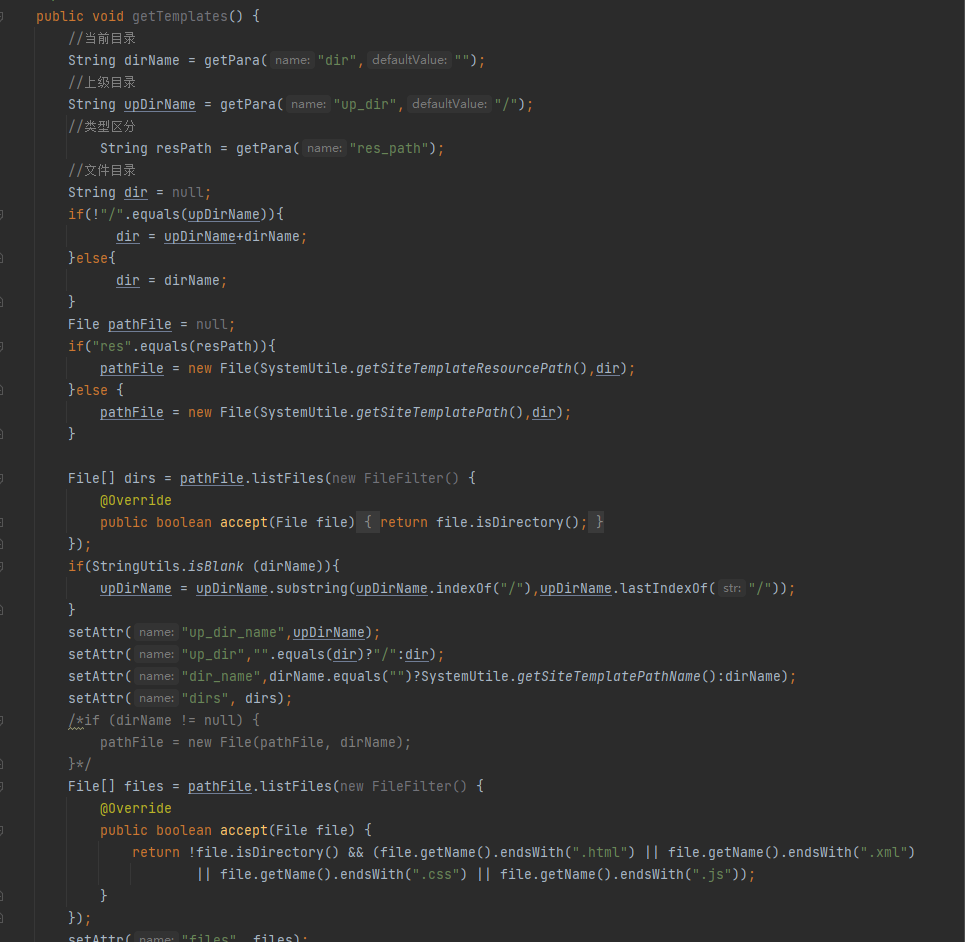 public void getTemplates() {
//当前目录
String dirName = getPara( name: "dir", defaultValue: "");
//上级目录
String upDirName = getPara( name: "up_dir", defaultValue: "/");
//类型区分
String resPath = getPara( name: "res_path");
//文件目录
String dir = null;
if(!"/".equals(upDirName)){
dir = upDirName+dirName;
}else{
dir = dirName;
}
File pathFile = null;
if("res".equals(resPath)){
pathFile = new File(SystemUtile.getSiteTemplateResourcePath(),dir);
}else {
pathFile = new File(SystemUtile.getSiteTemplatePath(),dir);
}
File[] dirs = pathFile.listFiles(new FileFilter() {
@Override
public boolean accept(File file) { return file.isDirectory(); }
});
if(StringUtils.isBlank (dirName)){
upDirName = upDirName.substring(upDirName.indexOf("/"),upDirName.lastIndexOf( str: "/"));
}
setAttr( name: "up_dir_name",upDirName);
setAttr( name: "up_dir","".equals(dir)?"/":dir);
setAttr( name: "dir_name",dirName.equals("")?SystemUtile.getSiteTemplatePathName():dirName);
setAttr( name: "dirs", dirs);
/*if (dirName != null) {
pathFile = new File(pathFile, dirName);
}*/
File[] files = pathFile.listFiles(new FileFilter() {
@Override
public boolean accept(File file) {
return !file.isDirectory() && (file.getName().endsWith(".html") || file.getName().endsWith(".xml")
|| file.getName().endsWith(".css") || file.getName().endsWith(".js"));
}
});
setAttr( name: "files", files);